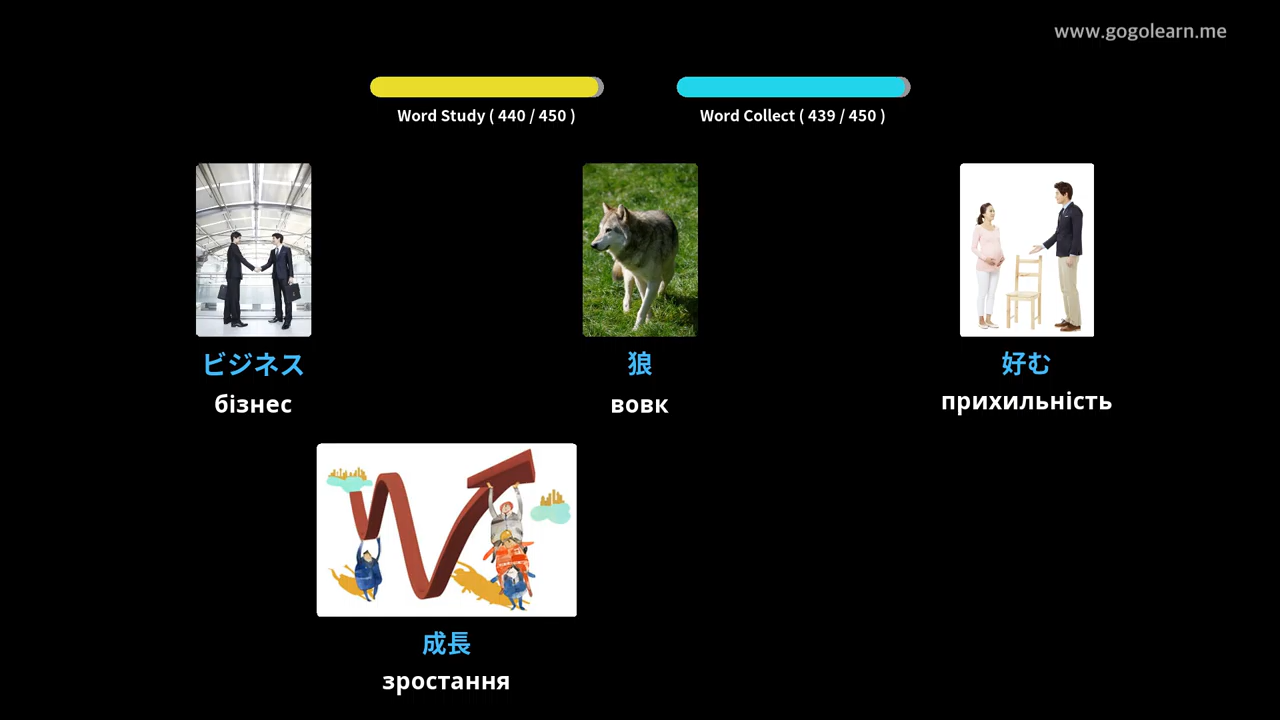 www.gogolearn.me
Word Study ( 440 / 450 )
Word Collect ( 439 / 450 )
ビジネス
бізнес
狼
вовк
好む
прихильність
成長
зростання